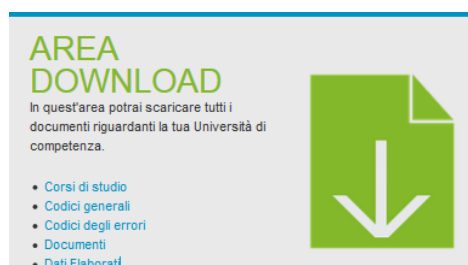 AREA
DOWNLOAD
In quest'area potrai scaricare tutti i
documenti riguardanti la tua Università di
competenza.
Corsi di studio
Codici generali
Codici degli errori
Documenti
Dati Elaborati